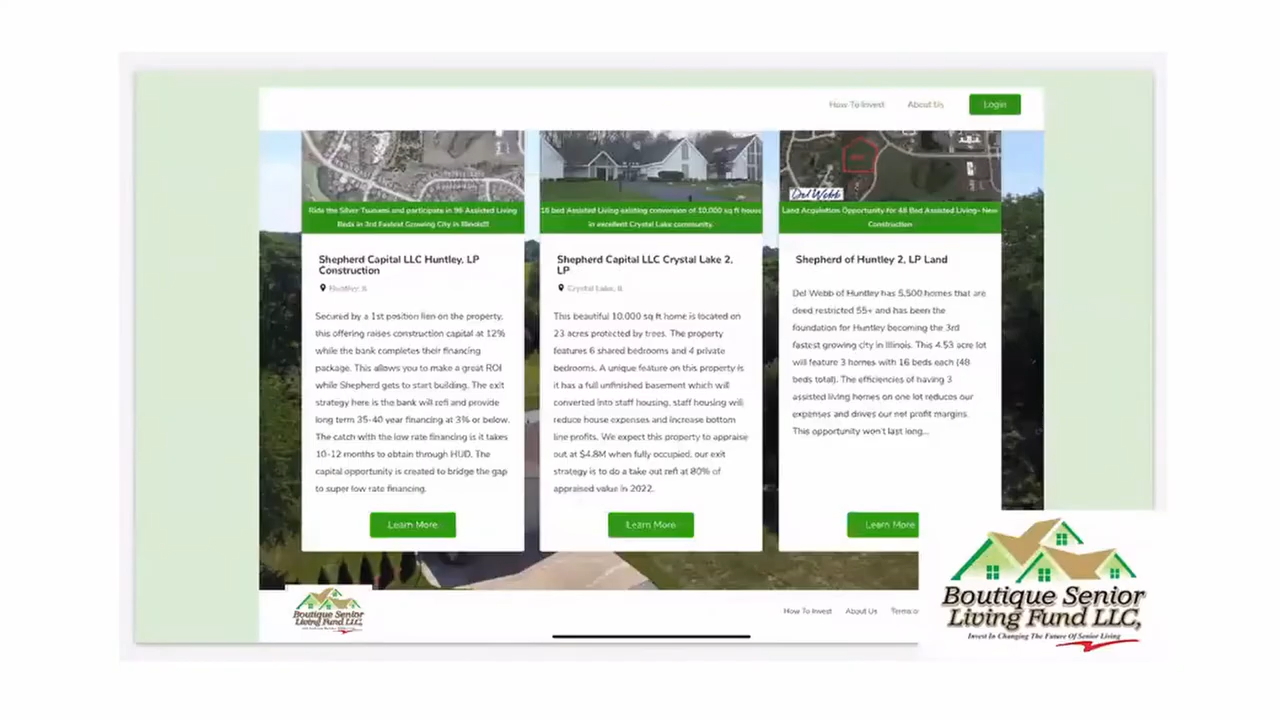 How To Invest
About Us
Login
Del Webb
Ride the Silver Tsunami and participate in 96 Assisted Living
Beds in 3rd Fastest Growing City in Illinois!!!
Shepherd Capital LLC Huntley, LP
Construction
Huntley, IL
Secured by a 1st position lien on the property,
this offering raises construction capital at 12%
while the bank completes their financing
package. This allows you to make a great ROI
while Shepherd gets to start building. The exit
strategy here is the bank will refi and provide
long term 35-40 year financing at 3% or below.
The catch with the low rate financing is it takes
10-12 months to obtain through HUD. The
capital opportunity is created to bridge the gap
to super low rate financing.
Learn More
16 bed Assisted Living existing conversion of 10,000 sq ft house
in excellent Crystal Lake community.
Shepherd Capital LLC Crystal Lake 2,
LP
Crystal Lake, IL
This beautiful 10,000 sq ft home is located on
23 acres protected by trees. The property
features 6 shared bedrooms and 4 private
bedrooms. A unique feature on this property is
it has a full unfinished basement which will
converted into staff housing, staff housing will
reduce house expenses and increase bottom
line profits. We expect this property to appraise
out at $4.8M when fully occupied, our exit
strategy is to do a take out refi at 80% of
appraised value in 2022.
Learn More
Land Acquisition Opportunity for 48 Bed Assisted Living- New
Construction
Shepherd of Huntley 2, LP Land
Del Webb of Huntley has 5,500 homes that are
deed restricted 55+ and has been the
foundation for Huntley becoming the 3rd
fastest growing city in Illinois. This 4.53 acre lot
will feature 3 homes with 16 beds each (48
beds total). The efficiencies of having 3
assisted living homes on one lot reduces our
expenses and drives our net profit margins.
This opportunity won't last long...
Learn More
Boutique Senior
Living Fund LLC,
How To Invest
About Us
Terms o
Boutique Senior
Living Fund LLC,
Invest In Changing The Future Of Senior Living